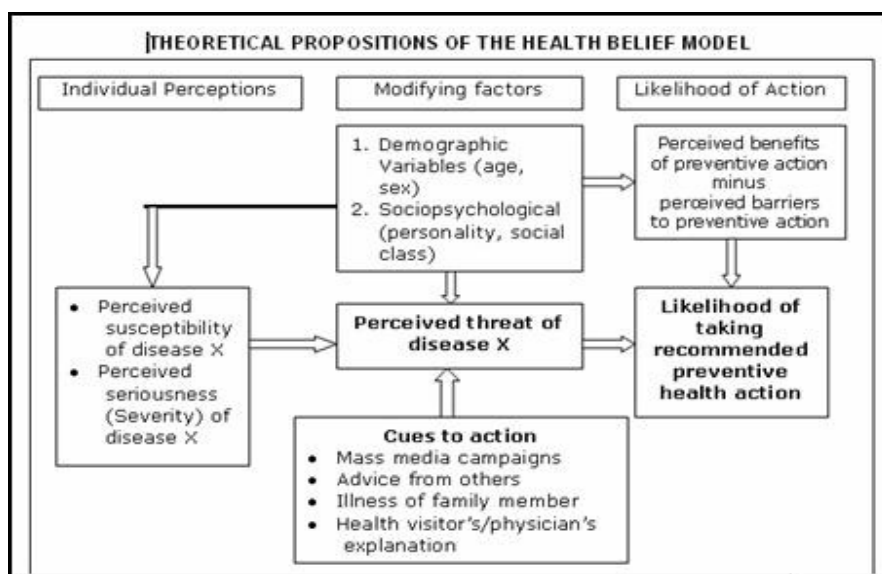 THEORETICAL PROPOSITIONS OF THE HEALTH BELIEF MODEL
Individual Perceptions
Modifying factors
Likelihood of Action
1. Demographic
Variables (age,
sex)
2. Sociopsychological
(personality, social
class)
Perceived benefits
of preventive action
minus
perceived barriers
to preventive action
• Perceived
susceptibility
of disease X
• Perceived
seriousness
(Severity) of
disease X
Perceived threat of
disease X
Likelihood of
taking
recommended
preventive
health action
Cues to action
• Mass media campaigns
• Advice from others
• Illness of family member
• Health visitor's/physician's
explanation